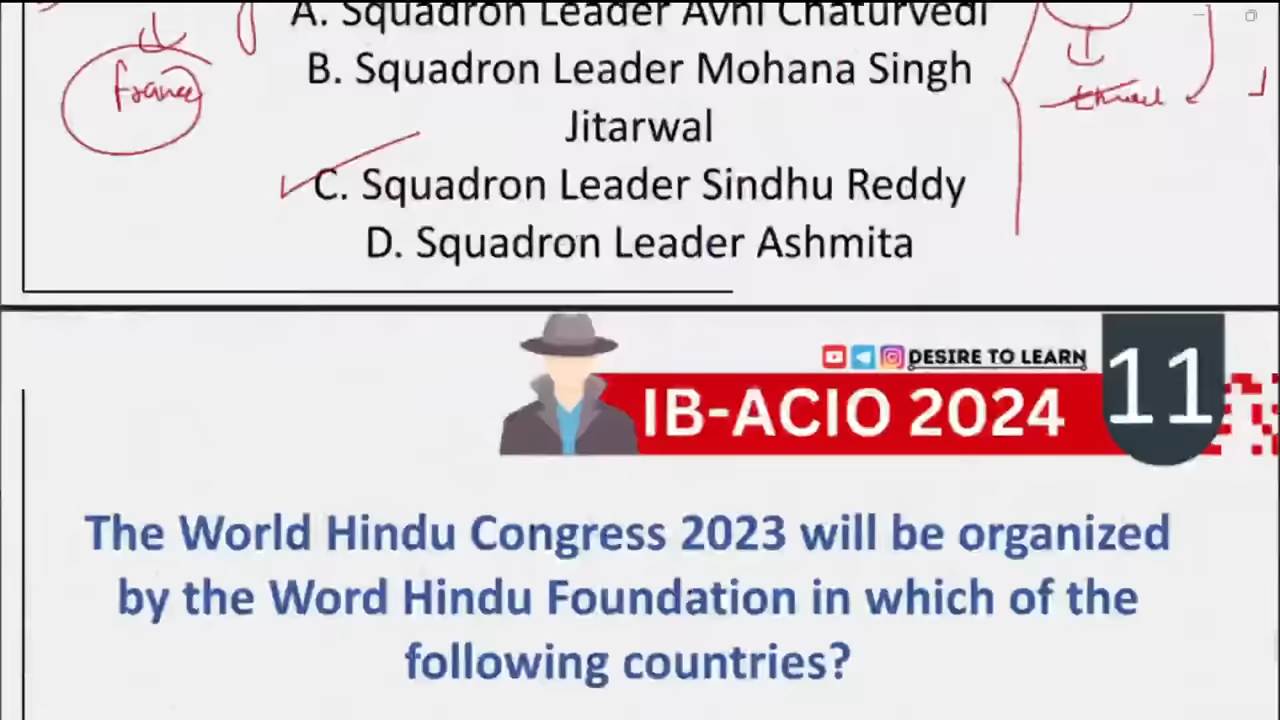 A. Squadron Leader Avni Chaturvedi
France
B. Squadron Leader Mohana Singh
Jitarwal
C. Squadron Leader Sindhu Reddy
D. Squadron Leader Ashmita
DESIRE TO LEARN
11
IB-ACIO 2024
The World Hindu Congress 2023 will be organized
by the Word Hindu Foundation in which of the
following countries?